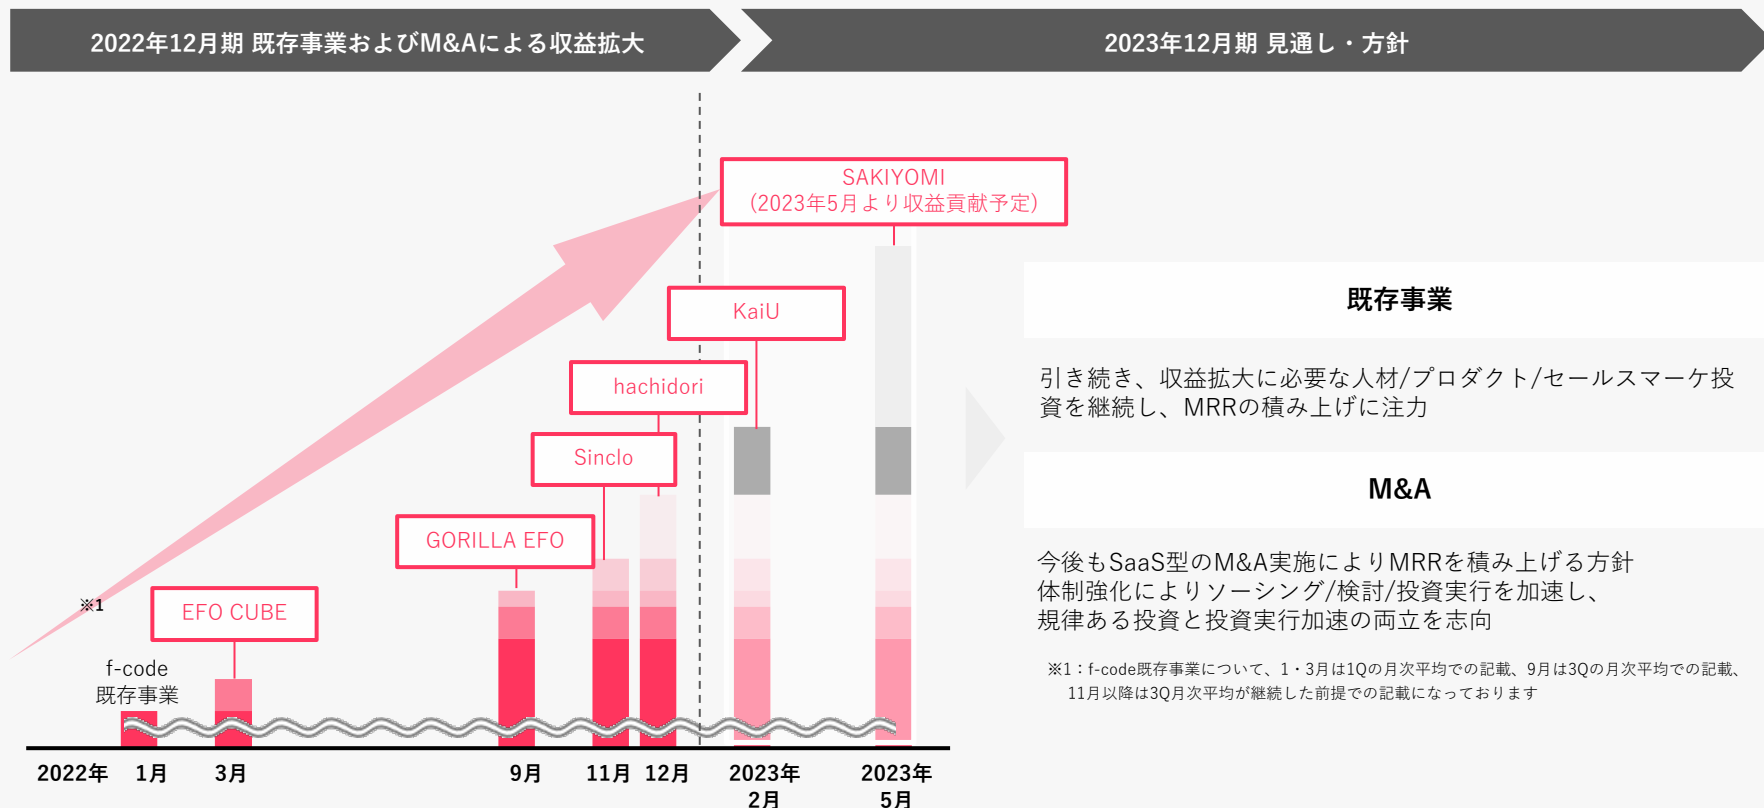 2022年12月期 既存事業およびM&Aによる収益拡大
2023年12月期 見通し・方針
SAKIYOMI
(2023年5月より収益貢献予定)
KaiU
hachidori
Sinclo
GORILLA EFO
EFO CUBE
※1
f-code
既存事業
2022年
1月
3月
9月
11月
12月
2023年
2月
2023年
5月
既存事業
引き続き、収益拡大に必要な人材/プロダクト/セールスマーケ投
資を継続し、MRRの積み上げに注力
M&A
今後もSaaS型のM&A実施によりMRRを積み上げる方針
体制強化によりソーシング/検討/投資実行を加速し、
規律ある投資と投資実行加速の両立を志向
※1：f-code既存事業について、1・3月は1Qの月次平均での記載、9月は3Qの月次平均での記載、
11月以降は3Q月次平均が継続した前提での記載になっております